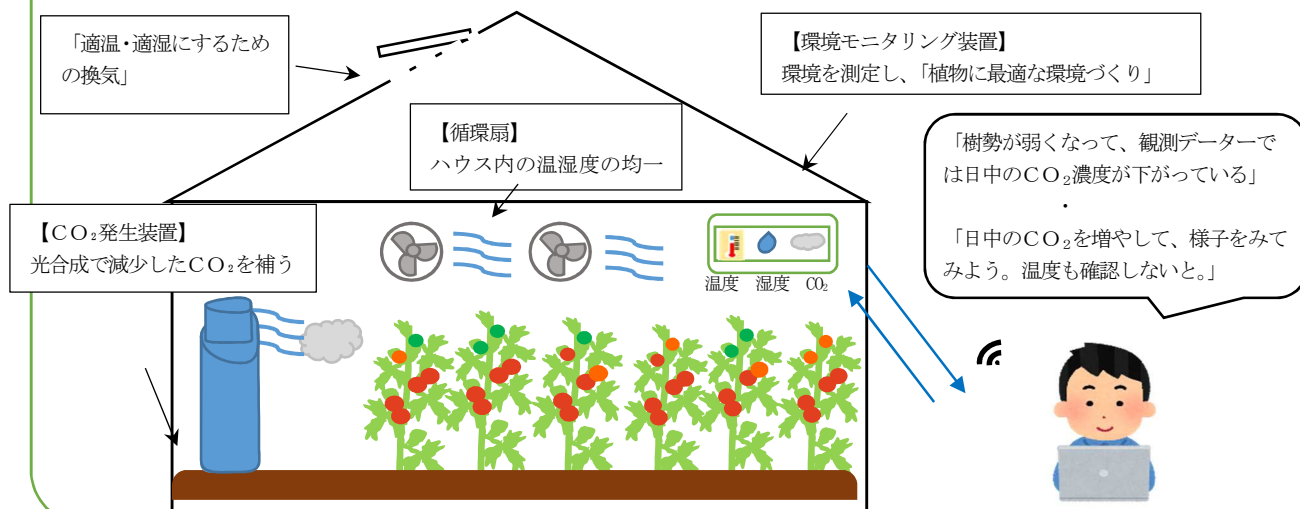 「適温・適湿にするため
の換気」
【環境モニタリング装置】
環境を測定し、「植物に最適な環境づくり」
【循環扇】
ハウス内の温湿度の均一
「樹勢が弱くなって、観測データーで
は日中のCO₂濃度が下がっている」
・
「日中のCO₂を増やして、様子をみて
みよう。温度も確認しないと。」
【CO₂発生装置】
光合成で減少したCO₂を補う
温度 湿度 CO₂